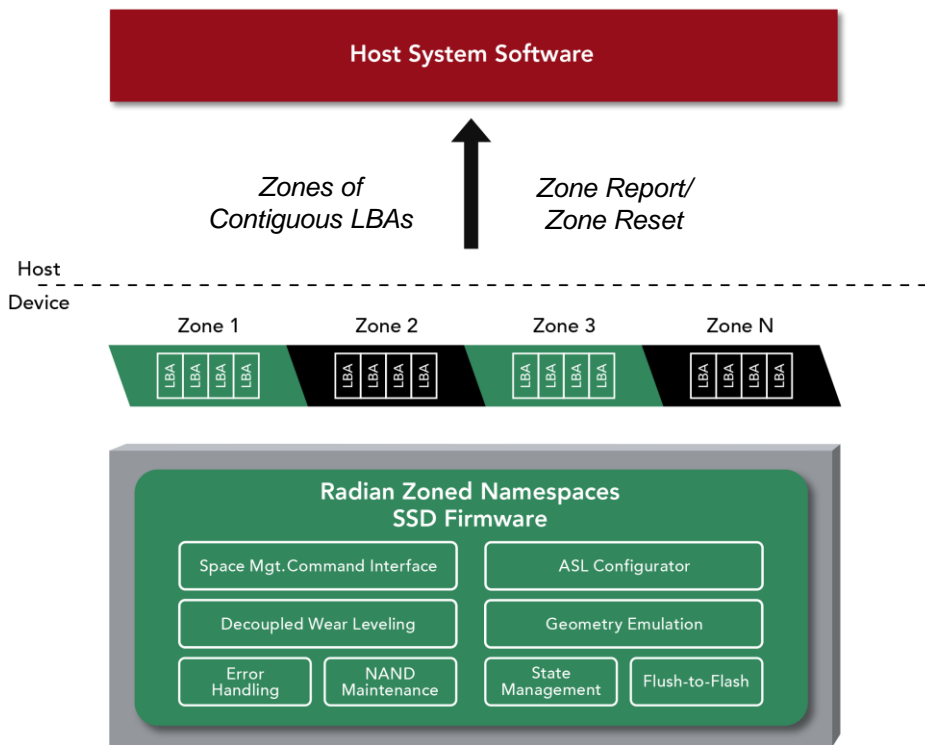 Host System Software
Zones of
Contiguous LBAs
Zone Report/
Zone Reset
Host
Device
Zone 1
Zone 2
Zone 3
Zone N
LBA LBA LBA LBA
LBA LBA LBA LBA
LBA LBA LBA LBA
LBA LBA LBA LBA
Radian Zoned Namespaces
SSD Firmware
Space Mgt.Command Interface
ASL Configurator
Decoupled Wear Leveling
Geometry Emulation
Error
Handling
NAND
Maintenance
State
Management
Flush-to-Flash